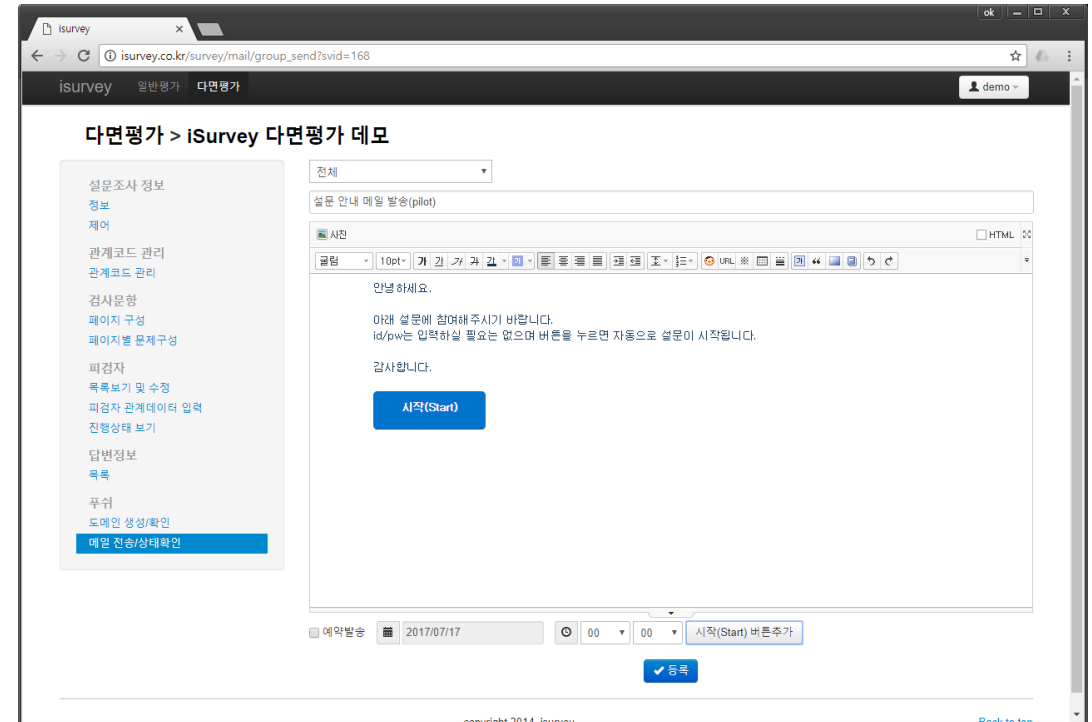 ok
isurvey
isurvey.co.kr/survey/mail/group_send?svid=168
isurvey 일반평가 다면평가 demo
다면평가 > iSurvey 다면평가 데모
설문조사 정보
정보
제어
관계코드 관리
관계코드 관리
검사문항
페이지 구성
페이지별 문제구성
피검자
목록보기 및 수정
피검자 관계데이터 입력
진행상태 보기
답변정보
목록
푸쉬
도메인 생성/확인
메일 전송/상태확인
전체
설문 안내 메일 발송(pilot)
사진 HTML
굴림 10pt 가 가 가 가 가 가 URL ※
안녕하세요.
아래 설문에 참여해주시기 바랍니다.
id/pw는 입력하실 필요는 없으며 버튼을 누르면 자동으로 설문이 시작됩니다.
감사합니다.
시작(Start)
예약발송 2017/07/17 00 00 시작(Start) 버튼추가
등록
copyright 2014. isurvey
Back to top